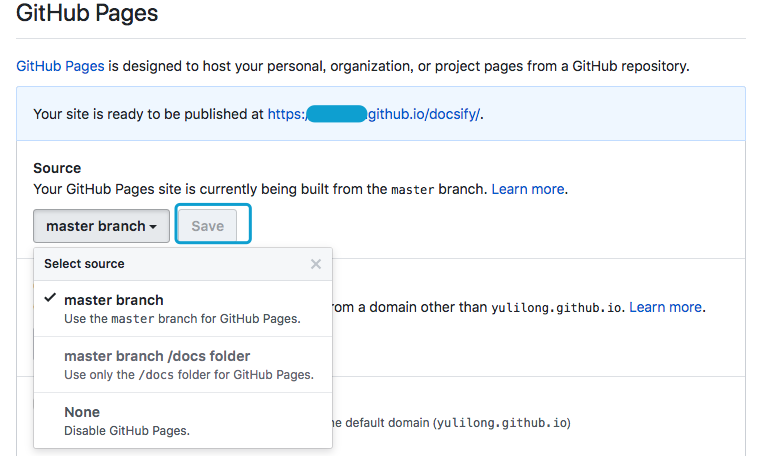 GitHub Pages
GitHub Pages is designed to host your personal, organization, or project pages from a GitHub repository.
Your site is ready to be published at https:/ github.io/docsify/.
Source
Your GitHub Pages site is currently being built from the master branch. Learn more.
master branch
Save
Select source
×
master branch
Use the master branch for GitHub Pages.
from a domain other than yulilong.github.io. Learn more.
master branch /docs folder
Use only the /docs folder for GitHub Pages.
None
Disable GitHub Pages.
default domain (yulilong.github.io)